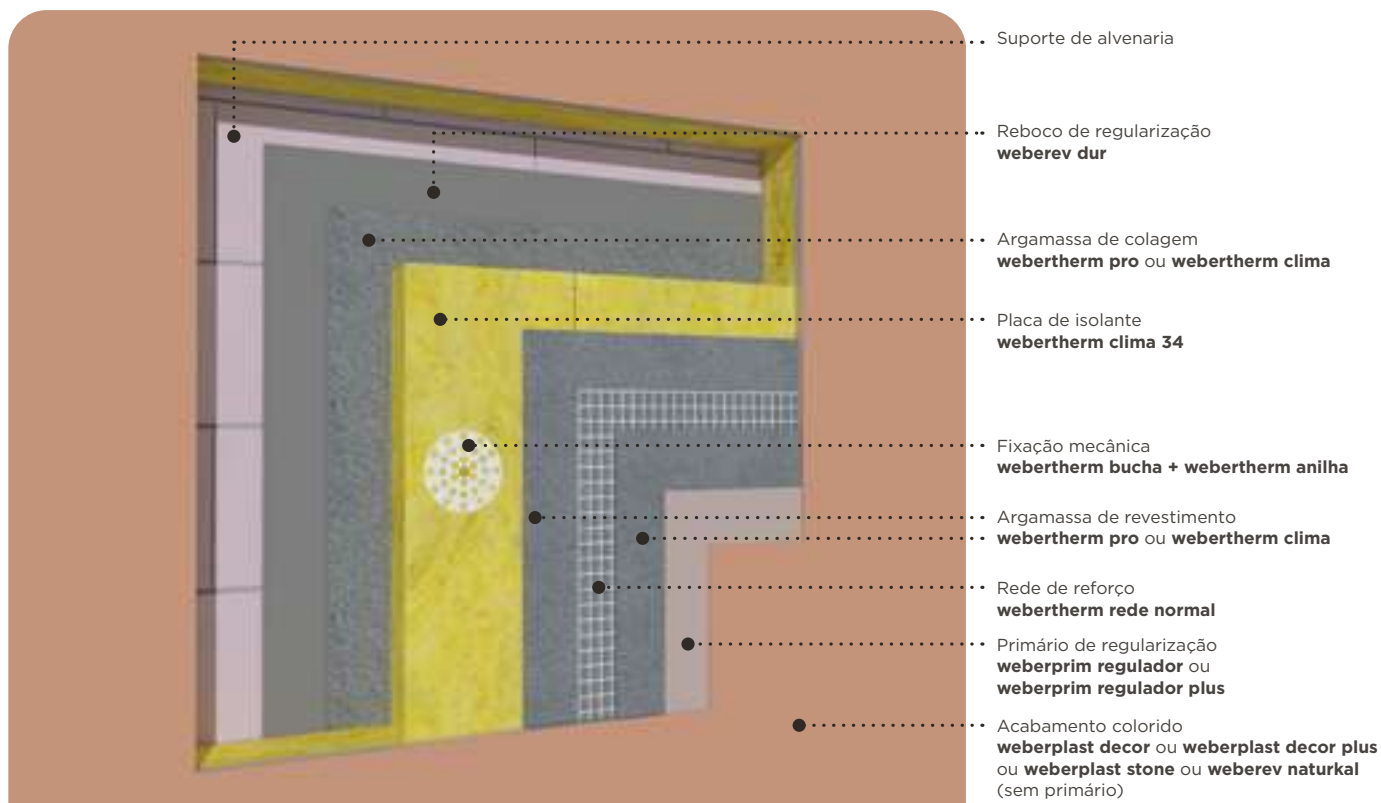 Suporte de alvenaria
Reboco de regularização
weberev dur
Argamassa de colagem
webertherm pro ou webertherm clima
Placa de isolante
webertherm clima 34
Fixação mecânica
webertherm bucha + webertherm anilha
Argamassa de revestimento
webertherm pro ou webertherm clima
Rede de reforço
webertherm rede normal
Primário de regularização
weberprim regulador ou
weberprim regulador plus
Acabamento colorido
weberplast decor ou weberplast decor plus
ou weberplast stone ou weberev naturkal
(sem primário)